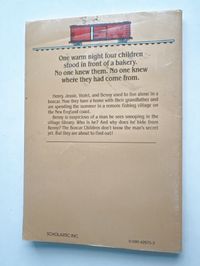 One warm night four children
stood in front of a bakery.
No one knew them. No one knew
where they had come from.
Henry, Jessie, Violet, and Benny used to live alone in a
boxcar. Now they have a home with their grandfather and
are spending the summer in a remote fishing village on
the New England coast.
Benny is suspicious of a man he sees snooping in the
village library. Who is he? And why does he hide from
Benny? The Boxcar Children don't know the man's secret
yet. But they are about to find out!
SCHOLASTIC INC.